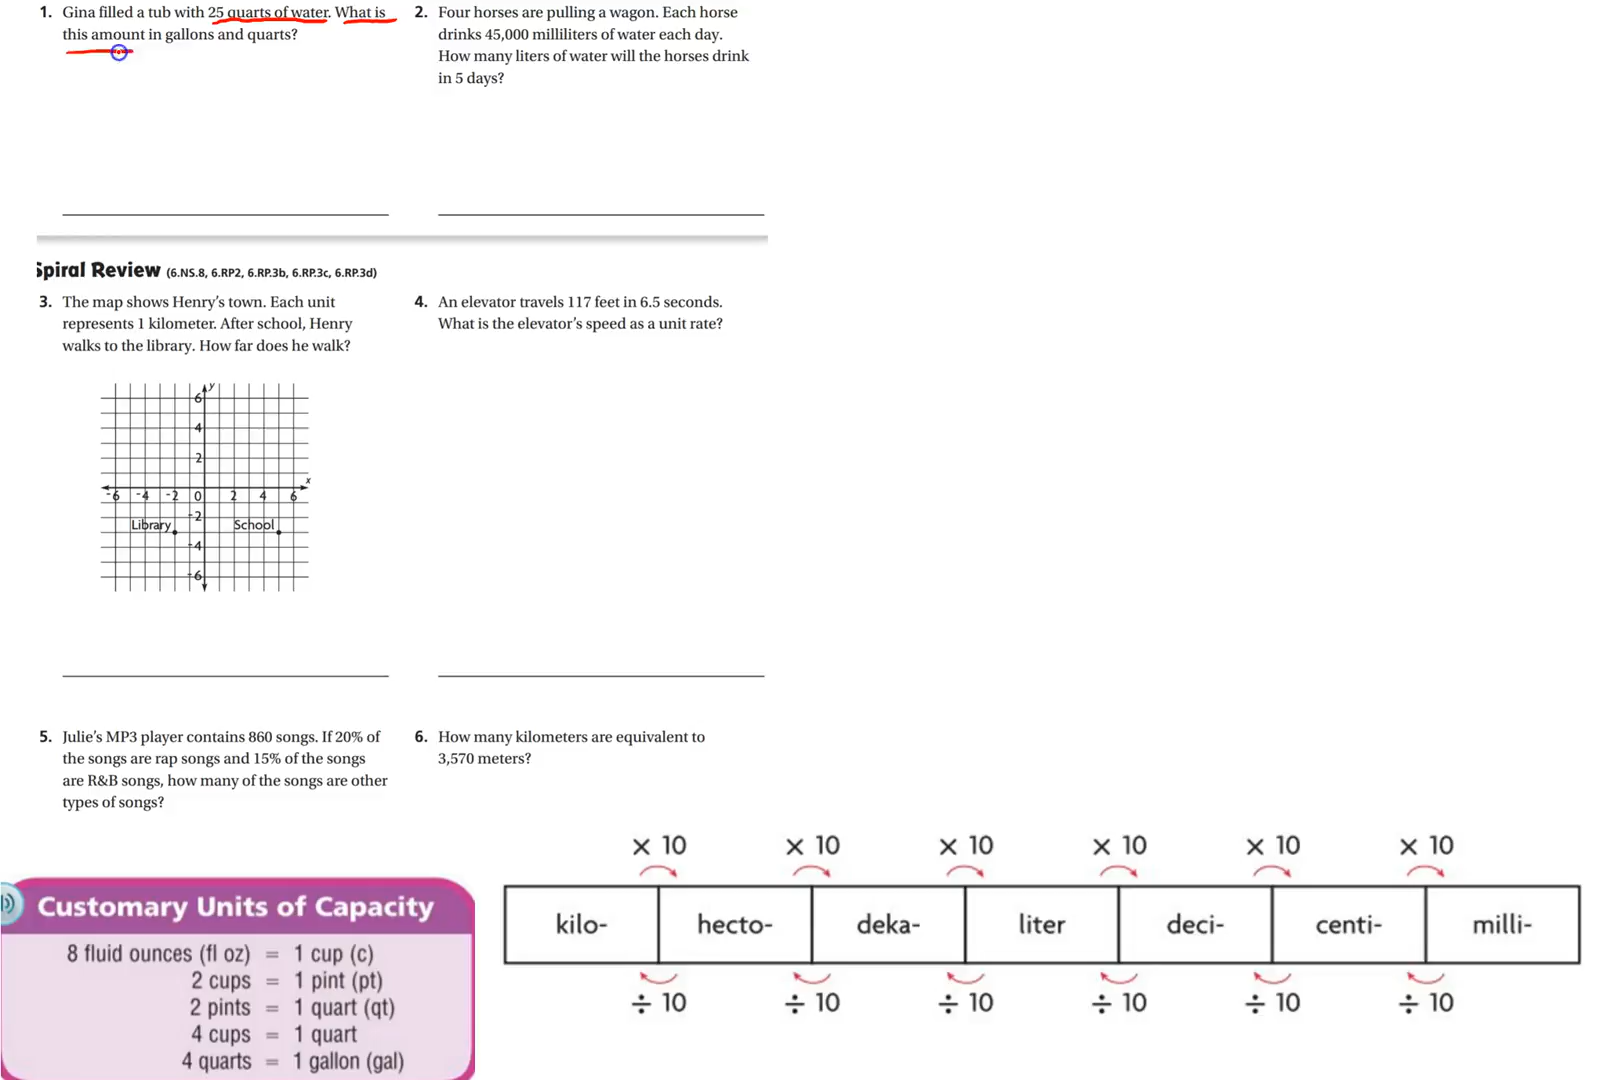 1. Gina filled a tub with 25 quarts of water. What is
this amount in gallons and quarts?
2. Four horses are pulling a wagon. Each horse
drinks 45,000 milliliters of water each day.
How many liters of water will the horses drink
in 5 days?
Spiral Review (6.NS.8, 6.RP2, 6.RP.3b, 6.RP.3c, 6.RP.3d)
3. The map shows Henry's town. Each unit
represents 1 kilometer. After school, Henry
walks to the library. How far does he walk?
4. An elevator travels 117 feet in 6.5 seconds.
What is the elevator's speed as a unit rate?
y
6
4
2
x
-6 -4 -2 0 2 4 6
-2
Library School
-4
-6
5. Julie's MP3 player contains 860 songs. If 20% of
the songs are rap songs and 15% of the songs
are R&B songs, how many of the songs are other
types of songs?
6. How many kilometers are equivalent to
3,570 meters?
Customary Units of Capacity
8 fluid ounces (fl oz) = 1 cup (c)
2 cups = 1 pint (pt)
2 pints = 1 quart (qt)
4 cups = 1 quart
4 quarts = 1 gallon (gal)
× 10 × 10 × 10 × 10 × 10 × 10
kilo- hecto- deka- liter deci- centi- milli-
÷ 10 ÷ 10 ÷ 10 ÷ 10 ÷ 10 ÷ 10